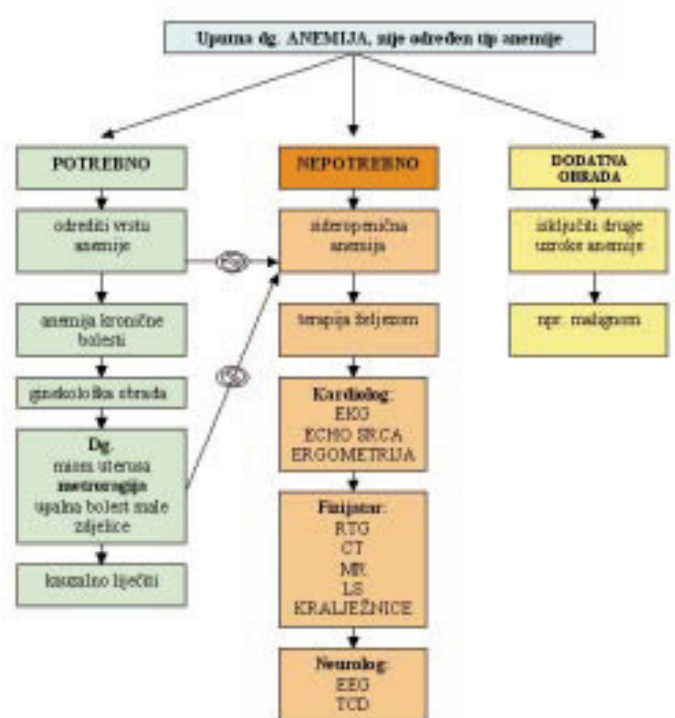 Uputna dg. ANEMIJA, nije određen tip anemije
POTREBNO
odrediti vrstu
anemije
anemija kronične
bolesti
ginekološka obrada
Dg.
miom uterusa
metroragija
upalna bolest male
zdjelice
kauzalno liječiti
NEPOTREBNO
sideropenična
anemija
terapija željezom
Kardiolog:
EKG
ECHO SRCA
ERGOMETRIJA
Fizijatar:
RTG
CT
MR
LS
KRALJEŽNICE
Neurolog:
EEG
TCD
DODATNA
OBRADA
isključiti druge
uzroke anemije
npr. malignom